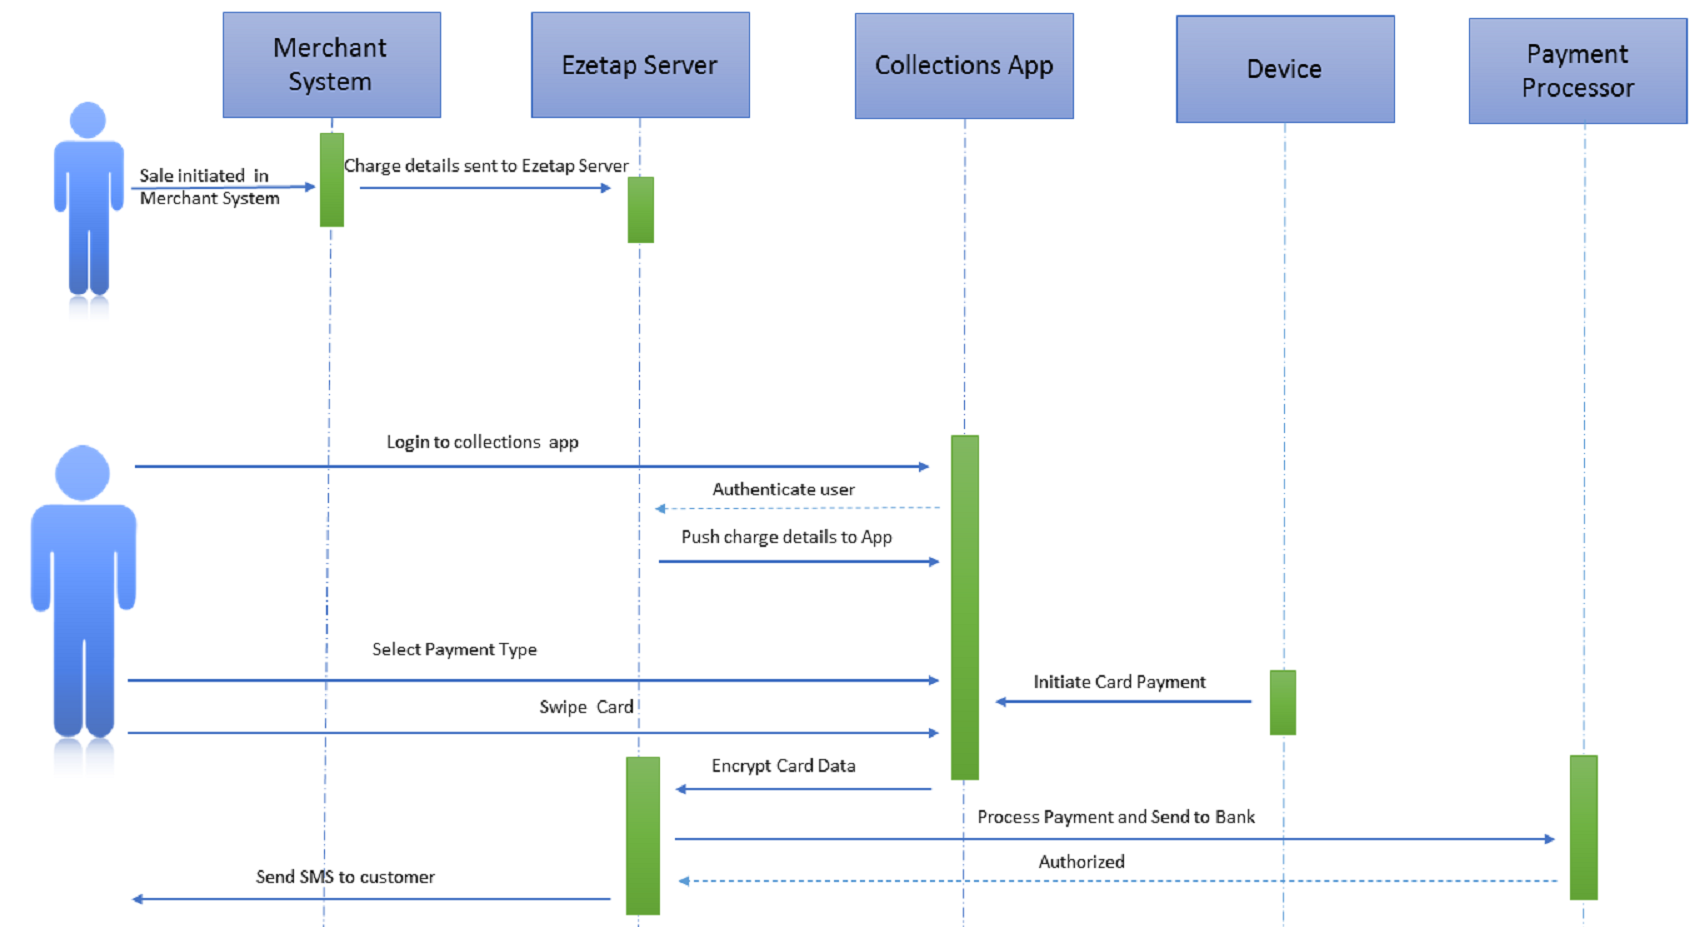 Merchant
System
Ezetap Server
Collections App
Device
Payment
Processor
Sale initiated in
Merchant System
Charge details sent to Ezetap Server
Login to collections app
Authenticate user
Push charge details to App
Select Payment Type
Initiate Card Payment
Swipe Card
Encrypt Card Data
Process Payment and Send to Bank
Authorized
Send SMS to customer